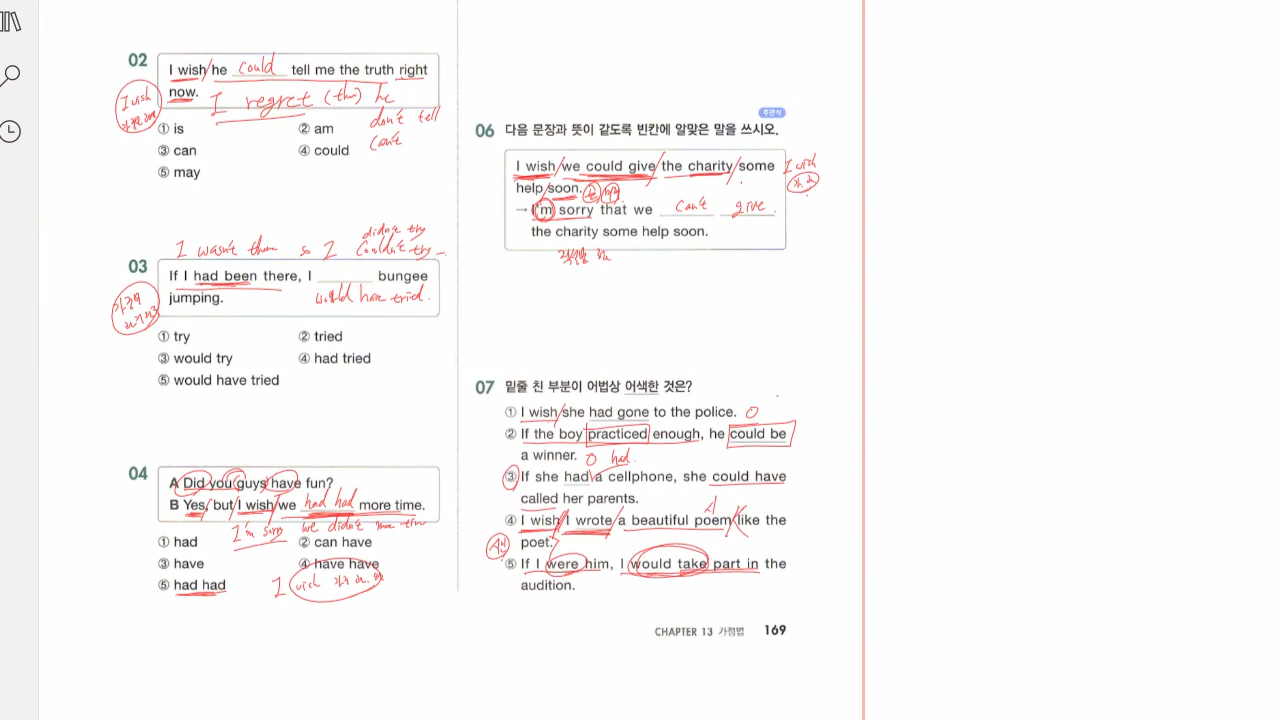 02
I wish he could tell me the truth right
now.
I regret (that) he
don't tell
can't
I wish
① is ② am
③ can ④ could
⑤ may
I wasn't there so I didn't try
couldn't try
03
If I had been there, I ______ bungee
jumping.
would have tried.
① try ② tried
③ would try ④ had tried
⑤ would have tried
04
A Did you guys have fun?
B Yes, but I wish we had had more time.
I'm sorry we didn't have time
① had ② can have
③ have ④ have have
⑤ had had
I wish
주관식
06 다음 문장과 뜻이 같도록 빈칸에 알맞은 말을 쓰시오.
I wish we could give the charity some
I wish
help soon.
→ I'm sorry that we can't give
the charity some help soon.
07 밑줄 친 부분이 어법상 어색한 것은?
① I wish she had gone to the police. O
② If the boy practiced enough, he could be
a winner. O had
③ If she had a cellphone, she could have
called her parents.
④ I wish I wrote a beautiful poem like the
poet.
⑤ If I were him, I would take part in the
audition.
CHAPTER 13 가정법 169